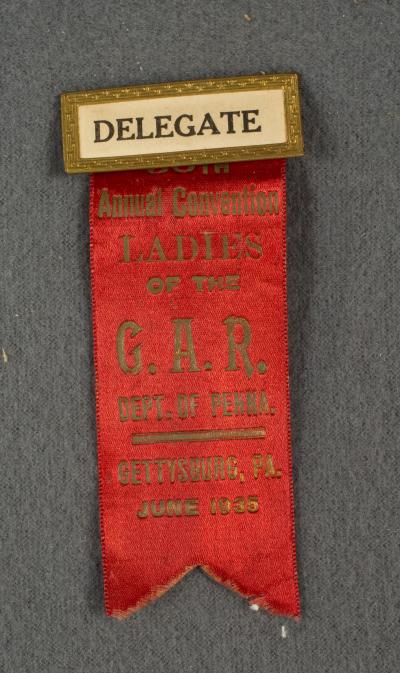 DELEGATE
Annual Convention
LADIES
OF THE
G. A. R.
DEPT. OF PENNA.
GETTYSBURG, PA.
JUNE 1935